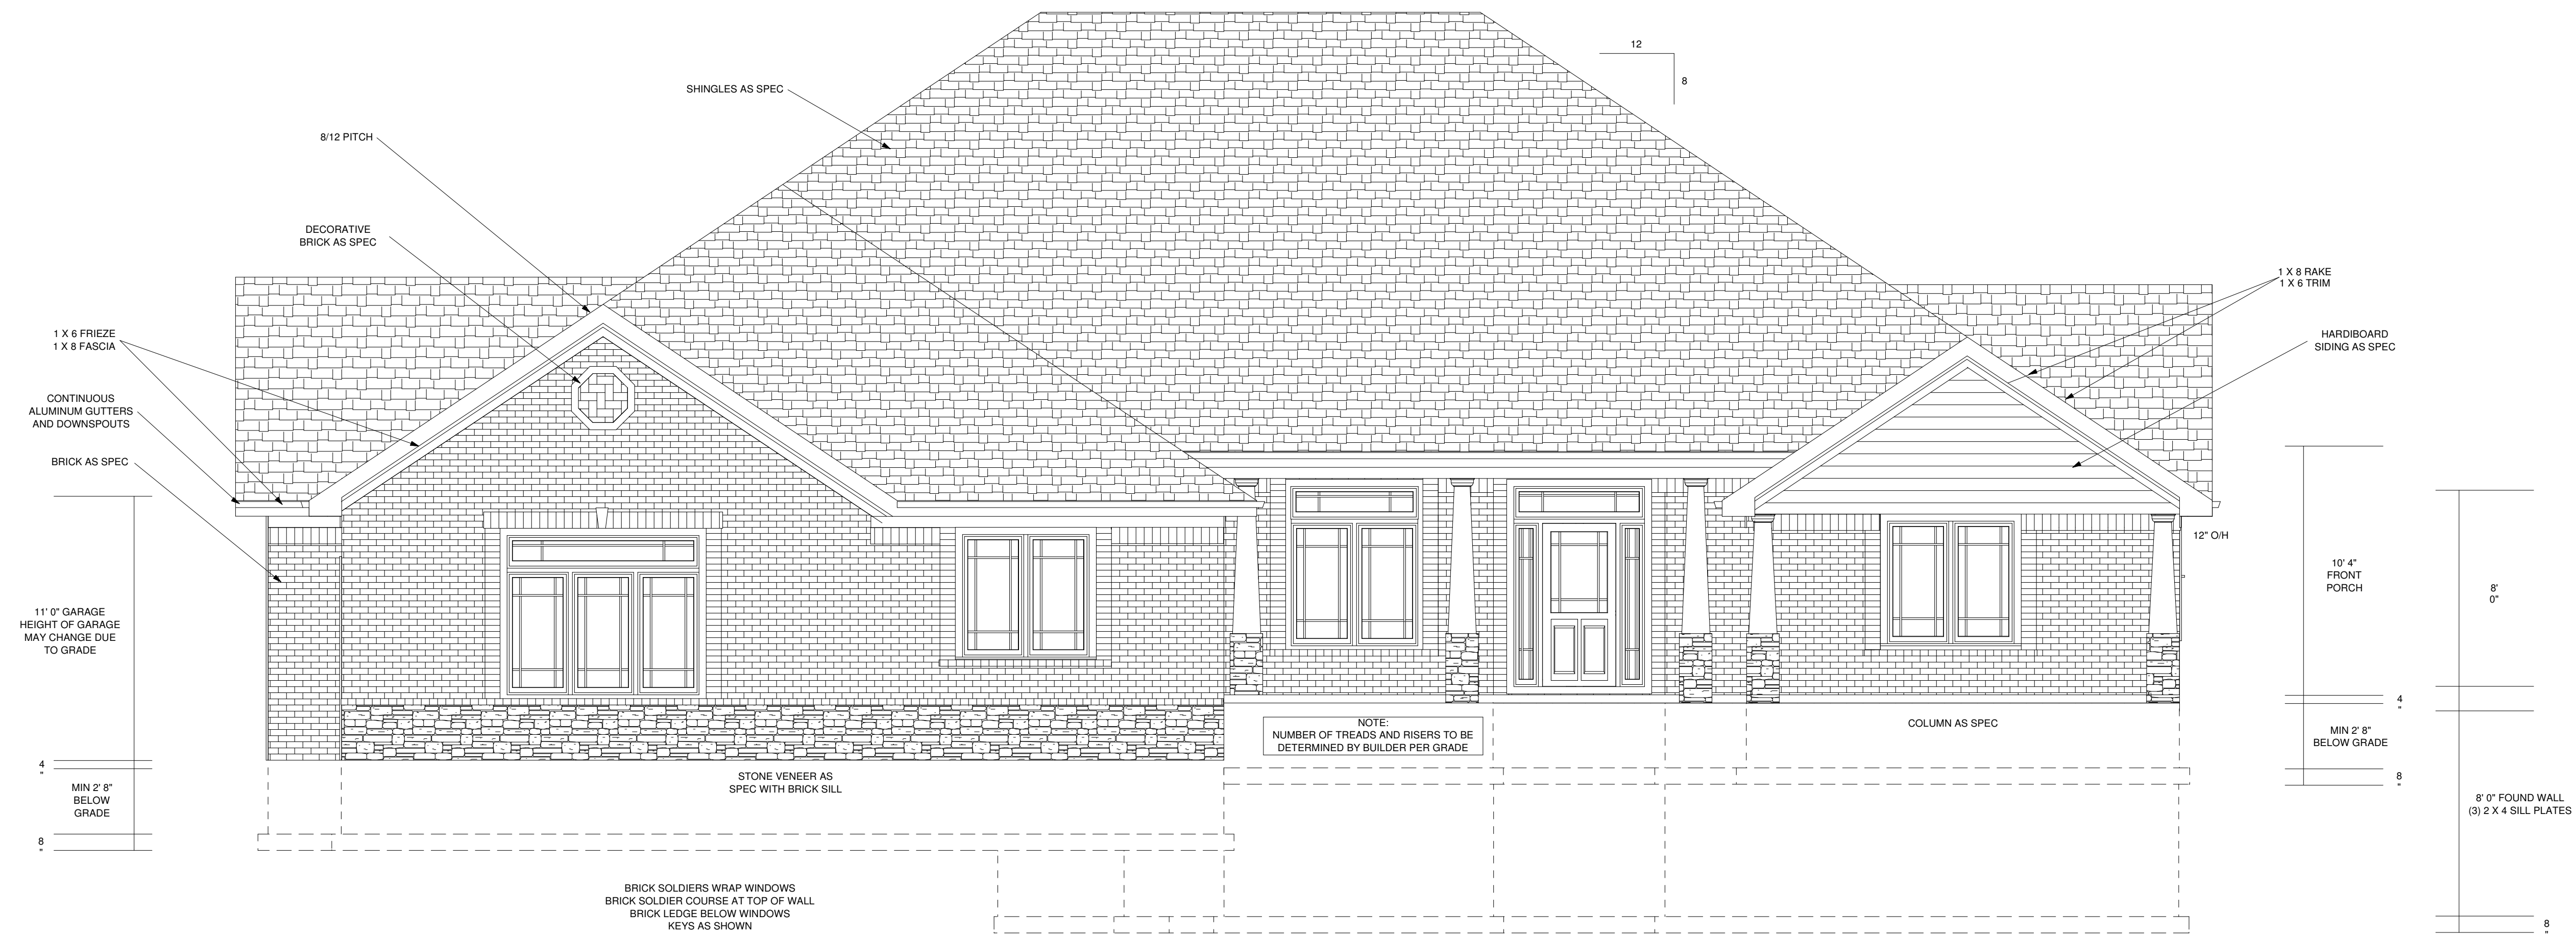 12
8
SHINGLES AS SPEC
8/12 PITCH
DECORATIVE
BRICK AS SPEC
1 X 6 FRIEZE
1 X 8 FASCIA
CONTINUOUS
ALUMINUM GUTTERS
AND DOWNSPOUTS
BRICK AS SPEC
11' 0" GARAGE
HEIGHT OF GARAGE
MAY CHANGE DUE
TO GRADE
4
"
MIN 2' 8"
BELOW
GRADE
8
"
STONE VENEER AS
SPEC WITH BRICK SILL
BRICK SOLDIERS WRAP WINDOWS
BRICK SOLDIER COURSE AT TOP OF WALL
BRICK LEDGE BELOW WINDOWS
KEYS AS SHOWN
NOTE:
NUMBER OF TREADS AND RISERS TO BE
DETERMINED BY BUILDER PER GRADE
COLUMN AS SPEC
1 X 8 RAKE
1 X 6 TRIM
HARDIBOARD
SIDING AS SPEC
12" O/H
10' 4"
FRONT
PORCH
4
"
MIN 2' 8"
BELOW GRADE
8
"
8'
0"
8' 0" FOUND WALL
(3) 2 X 4 SILL PLATES
8
"